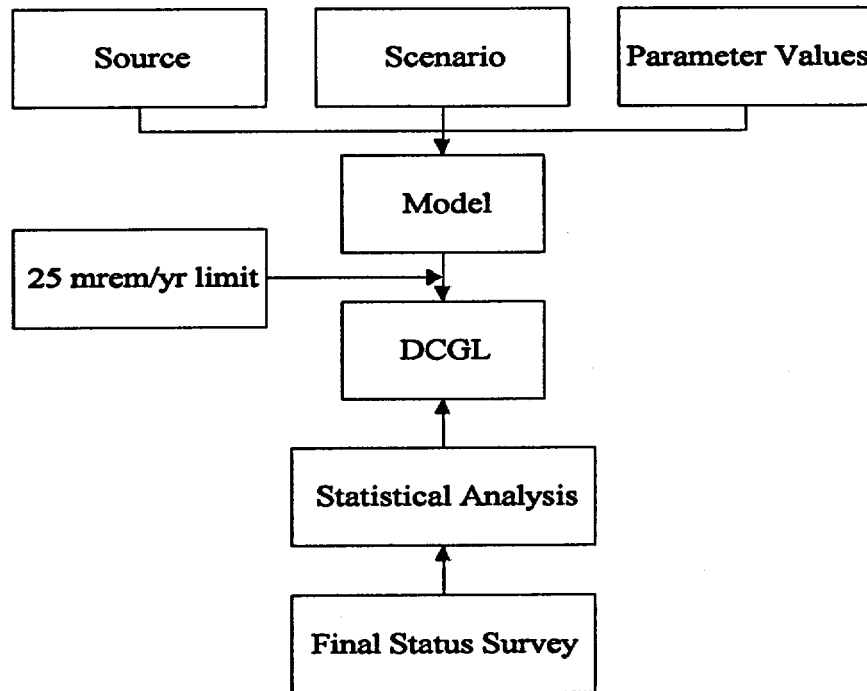 Source
Scenario
Parameter Values
Model
25 mrem/yr limit
DCGL
Statistical Analysis
Final Status Survey